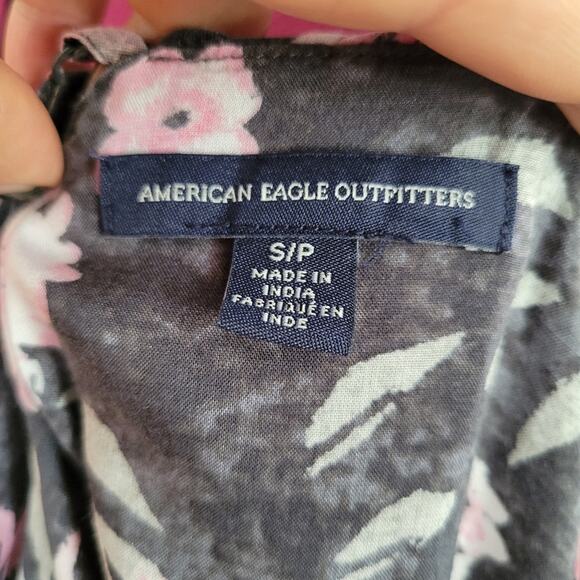 AMERICAN EAGLE OUTFITTERS
S/P
MADE IN
INDIA
FABRIQUÉ EN
INDE